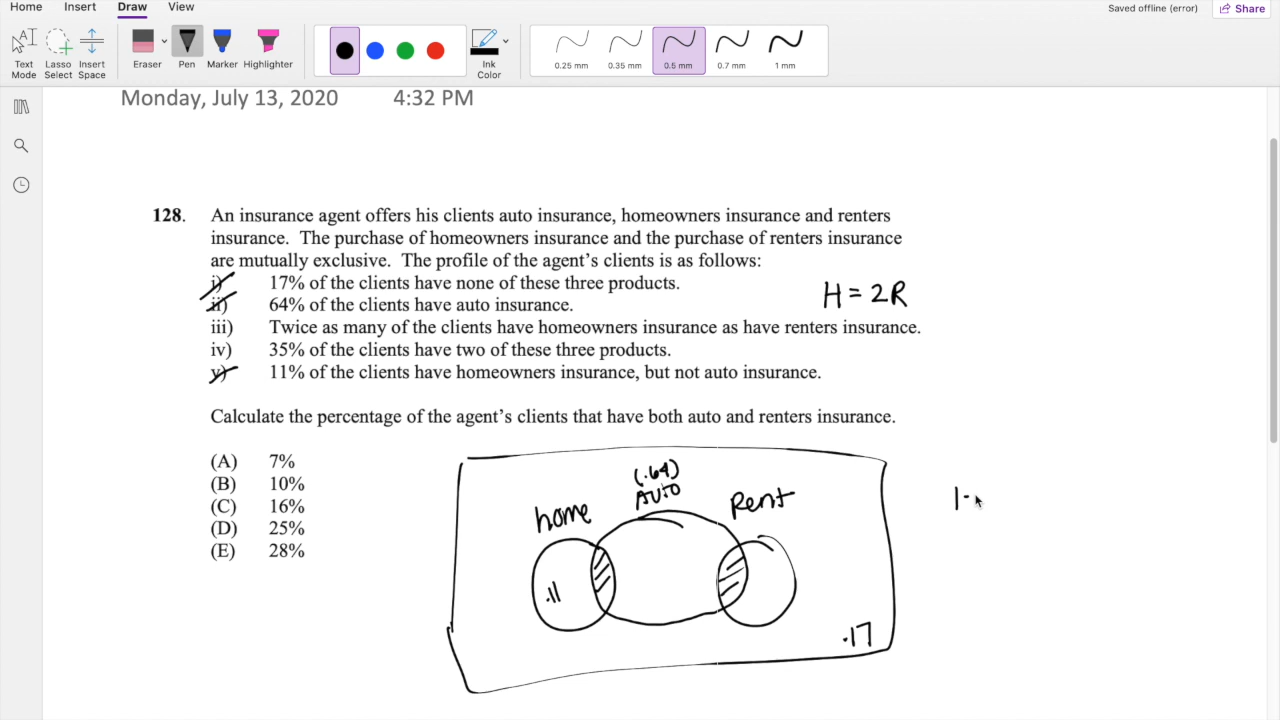 Home Insert Draw View
Saved offline (error) Share
Text Mode
Lasso Select
Insert Space
Eraser
Pen
Marker
Highlighter
Ink Color
0.25 mm 0.35 mm 0.5 mm 0.7 mm 1 mm
Monday, July 13, 2020 4:32 PM
128. An insurance agent offers his clients auto insurance, homeowners insurance and renters
insurance. The purchase of homeowners insurance and the purchase of renters insurance
are mutually exclusive. The profile of the agent's clients is as follows:
i) 17% of the clients have none of these three products.
ii) 64% of the clients have auto insurance.
H = 2R
iii) Twice as many of the clients have homeowners insurance as have renters insurance.
iv) 35% of the clients have two of these three products.
v) 11% of the clients have homeowners insurance, but not auto insurance.
Calculate the percentage of the agent's clients that have both auto and renters insurance.
(A) 7%
(B) 10%
(C) 16%
(D) 25%
(E) 28%
(.64)
home AUTO Rent
.11
.17
1-